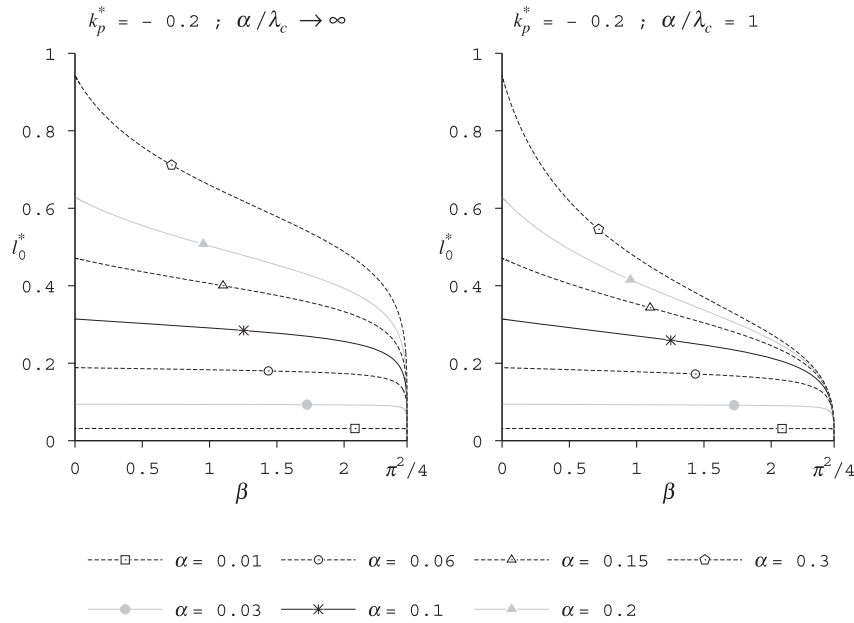 k*p = - 0.2 ; α/λc → ∞
k*p = - 0.2 ; α/λc = 1
1
0.8
0.6
l*0
0.4
0.2
0
0 0.5 1 1.5 2 π²/4
β
1
0.8
0.6
l*0
0.4
0.2
0
0 0.5 1 1.5 2 π²/4
β
α = 0.01 α = 0.06 α = 0.15 α = 0.3
α = 0.03 α = 0.1 α = 0.2